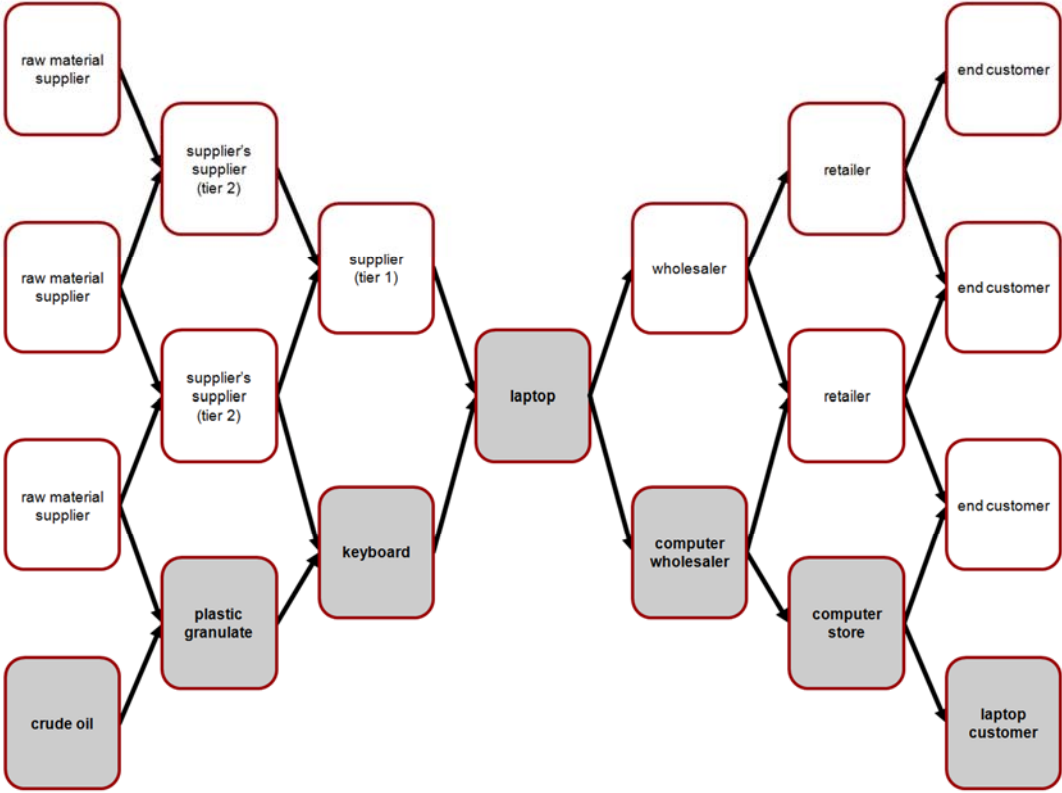 raw material
supplier
raw material
supplier
raw material
supplier
crude oil
supplier's
supplier
(tier 2)
supplier's
supplier
(tier 2)
plastic
granulate
supplier
(tier 1)
keyboard
laptop
wholesaler
computer
wholesaler
retailer
retailer
computer
store
end customer
end customer
end customer
laptop
customer